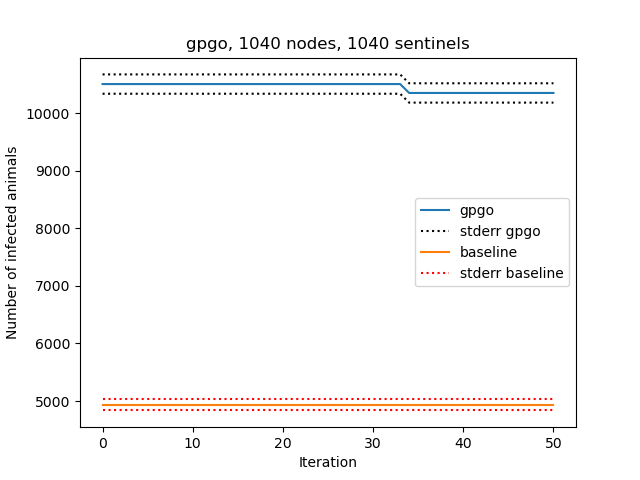 gpgo, 1040 nodes, 1040 sentinels
Number of infected animals
10000
9000
8000
7000
6000
5000
gpgo
stderr gpgo
baseline
stderr baseline
0 10 20 30 40 50
Iteration